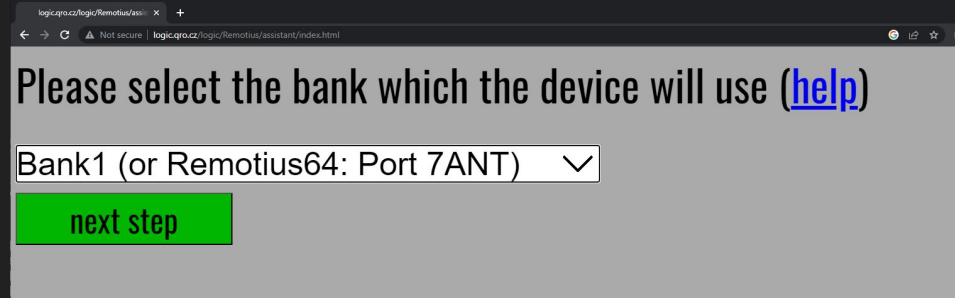 logic.qro.cz/logic/Remotius/assis
Not secure | logic.qro.cz/logic/Remotius/assistant/index.html
Please select the bank which the device will use (help)
Bank1 (or Remotius64: Port 7ANT)
next step